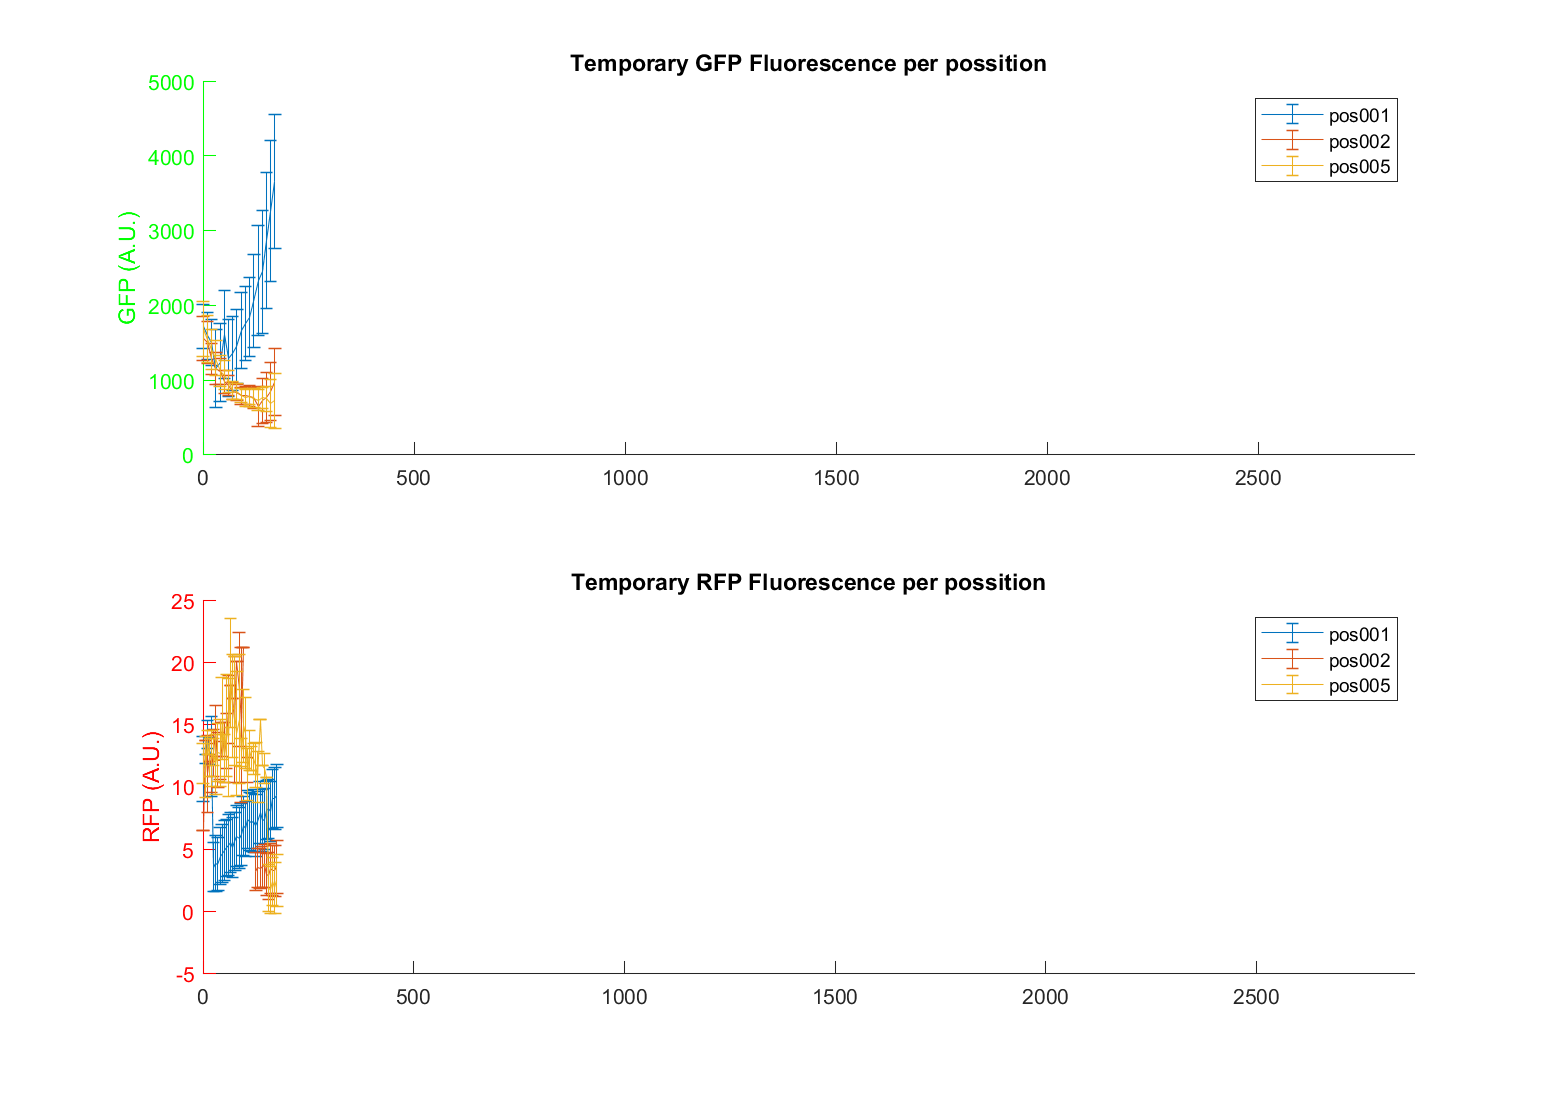 Temporary GFP Fluorescence per possition
5000
4000
3000
2000
1000
0
GFP (A.U.)
pos001
pos002
pos005
0 500 1000 1500 2000 2500
Temporary RFP Fluorescence per possition
25
20
15
10
5
0
-5
RFP (A.U.)
pos001
pos002
pos005
0 500 1000 1500 2000 2500